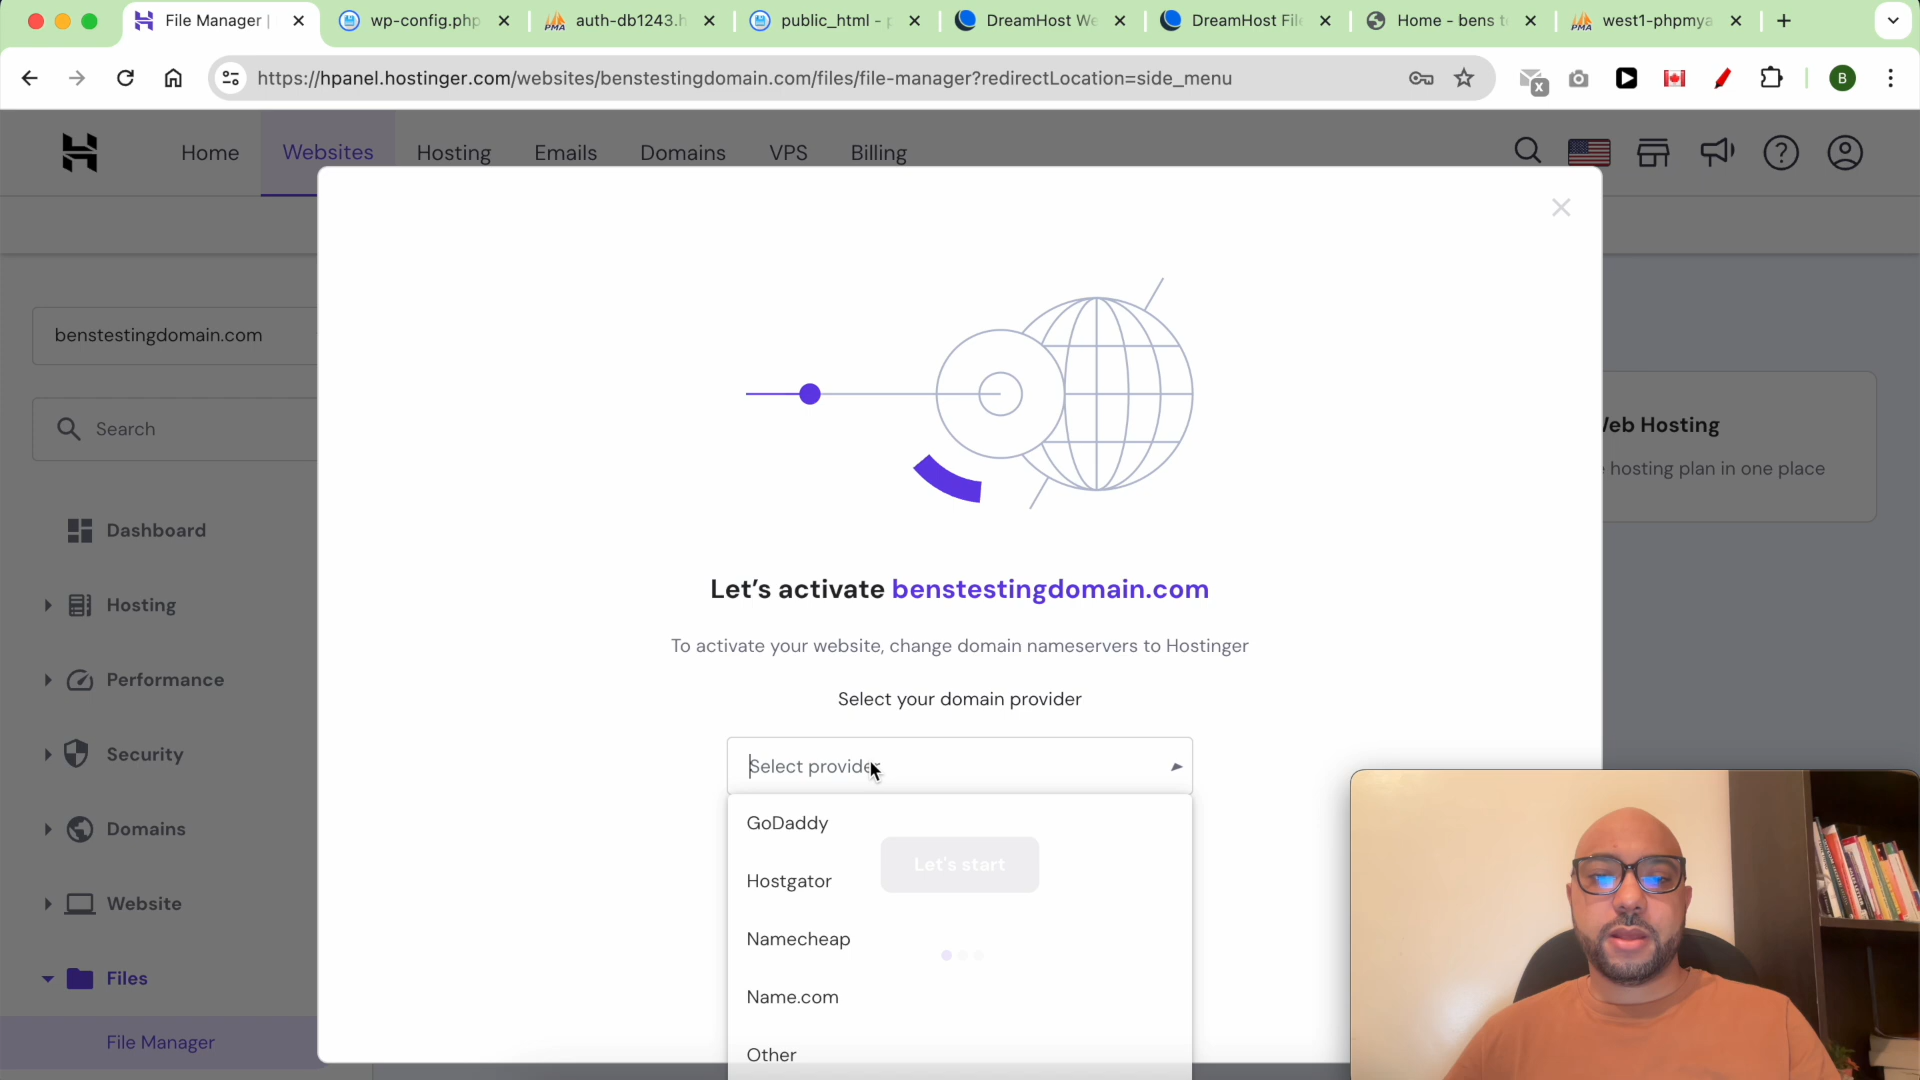 File Manager |
wp-config.php
auth-db1243.h
public_html - p
DreamHost We
DreamHost File
Home - bens t
west1-phpmya
https://hpanel.hostinger.com/websites/benstestingdomain.com/files/file-manager?redirectLocation=side_menu
B
Home
Websites
Hosting
Emails
Domains
VPS
Billing
benstestingdomain.com
Search
Dashboard
Hosting
Performance
Security
Domains
Website
Files
File Manager
Web Hosting
hosting plan in one place
Let's activate benstestingdomain.com
To activate your website, change domain nameservers to Hostinger
Select your domain provider
Select provider
GoDaddy
Let's start
Hostgator
Namecheap
Name.com
Other